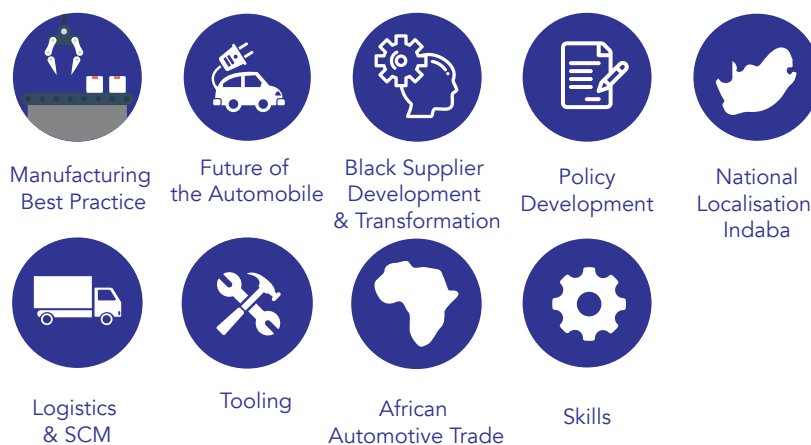 Manufacturing
Best Practice
Future of
the Automobile
Black Supplier
Development
& Transformation
Policy
Development
National
Localisation
Indaba
Logistics
& SCM
Tooling
African
Automotive Trade
Skills